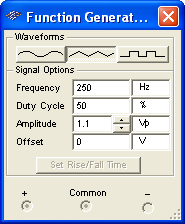 Function Generat...
Waveforms
Signal Options
Frequency 250 Hz
Duty Cycle 50 %
Amplitude 1.1 Vp
Offset 0 V
Set Rise/Fall Time
+ Common –